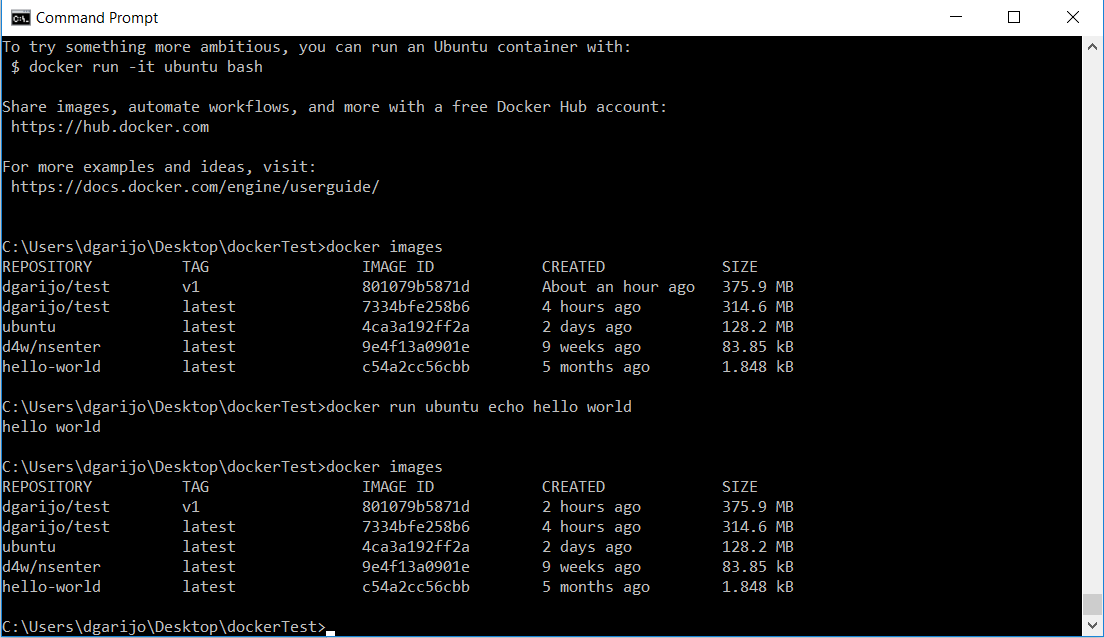 Command Prompt
To try something more ambitious, you can run an Ubuntu container with:
 $ docker run -it ubuntu bash
Share images, automate workflows, and more with a free Docker Hub account:
 https://hub.docker.com
For more examples and ideas, visit:
 https://docs.docker.com/engine/userguide/
C:\Users\dgarijo\Desktop\dockerTest>docker images
REPOSITORY          TAG                 IMAGE ID            CREATED             SIZE
dgarijo/test        v1                  801079b5871d        About an hour ago   375.9 MB
dgarijo/test        latest              7334bfe258b6        4 hours ago         314.6 MB
ubuntu              latest              4ca3a192ff2a        2 days ago          128.2 MB
d4w/nsenter         latest              9e4f13a0901e        9 weeks ago         83.85 kB
hello-world         latest              c54a2cc56cbb        5 months ago        1.848 kB
C:\Users\dgarijo\Desktop\dockerTest>docker run ubuntu echo hello world
hello world
C:\Users\dgarijo\Desktop\dockerTest>docker images
REPOSITORY          TAG                 IMAGE ID            CREATED             SIZE
dgarijo/test        v1                  801079b5871d        2 hours ago         375.9 MB
dgarijo/test        latest              7334bfe258b6        4 hours ago         314.6 MB
ubuntu              latest              4ca3a192ff2a        2 days ago          128.2 MB
d4w/nsenter         latest              9e4f13a0901e        9 weeks ago         83.85 kB
hello-world         latest              c54a2cc56cbb        5 months ago        1.848 kB
C:\Users\dgarijo\Desktop\dockerTest>